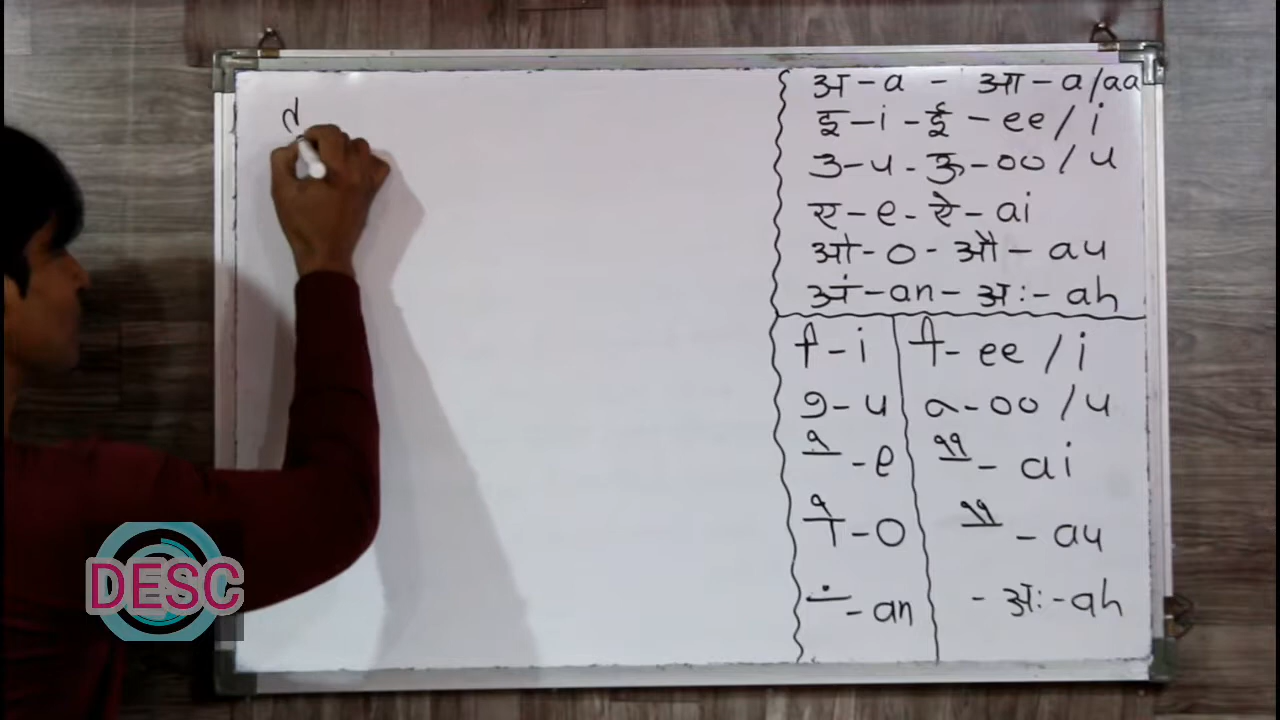 अ-a - आ-a/aa
इ-i-ई-ee/i
उ-u-ऊ-oo/u
ए-e-ऐ-ai
ओ-o-औ-au
अं-an-अः-ah
ि-i ी-ee/i
ु-u ू-oo/u
े-e ै-ai
ो-o ौ-au
ं-an -अः-ah
DESC